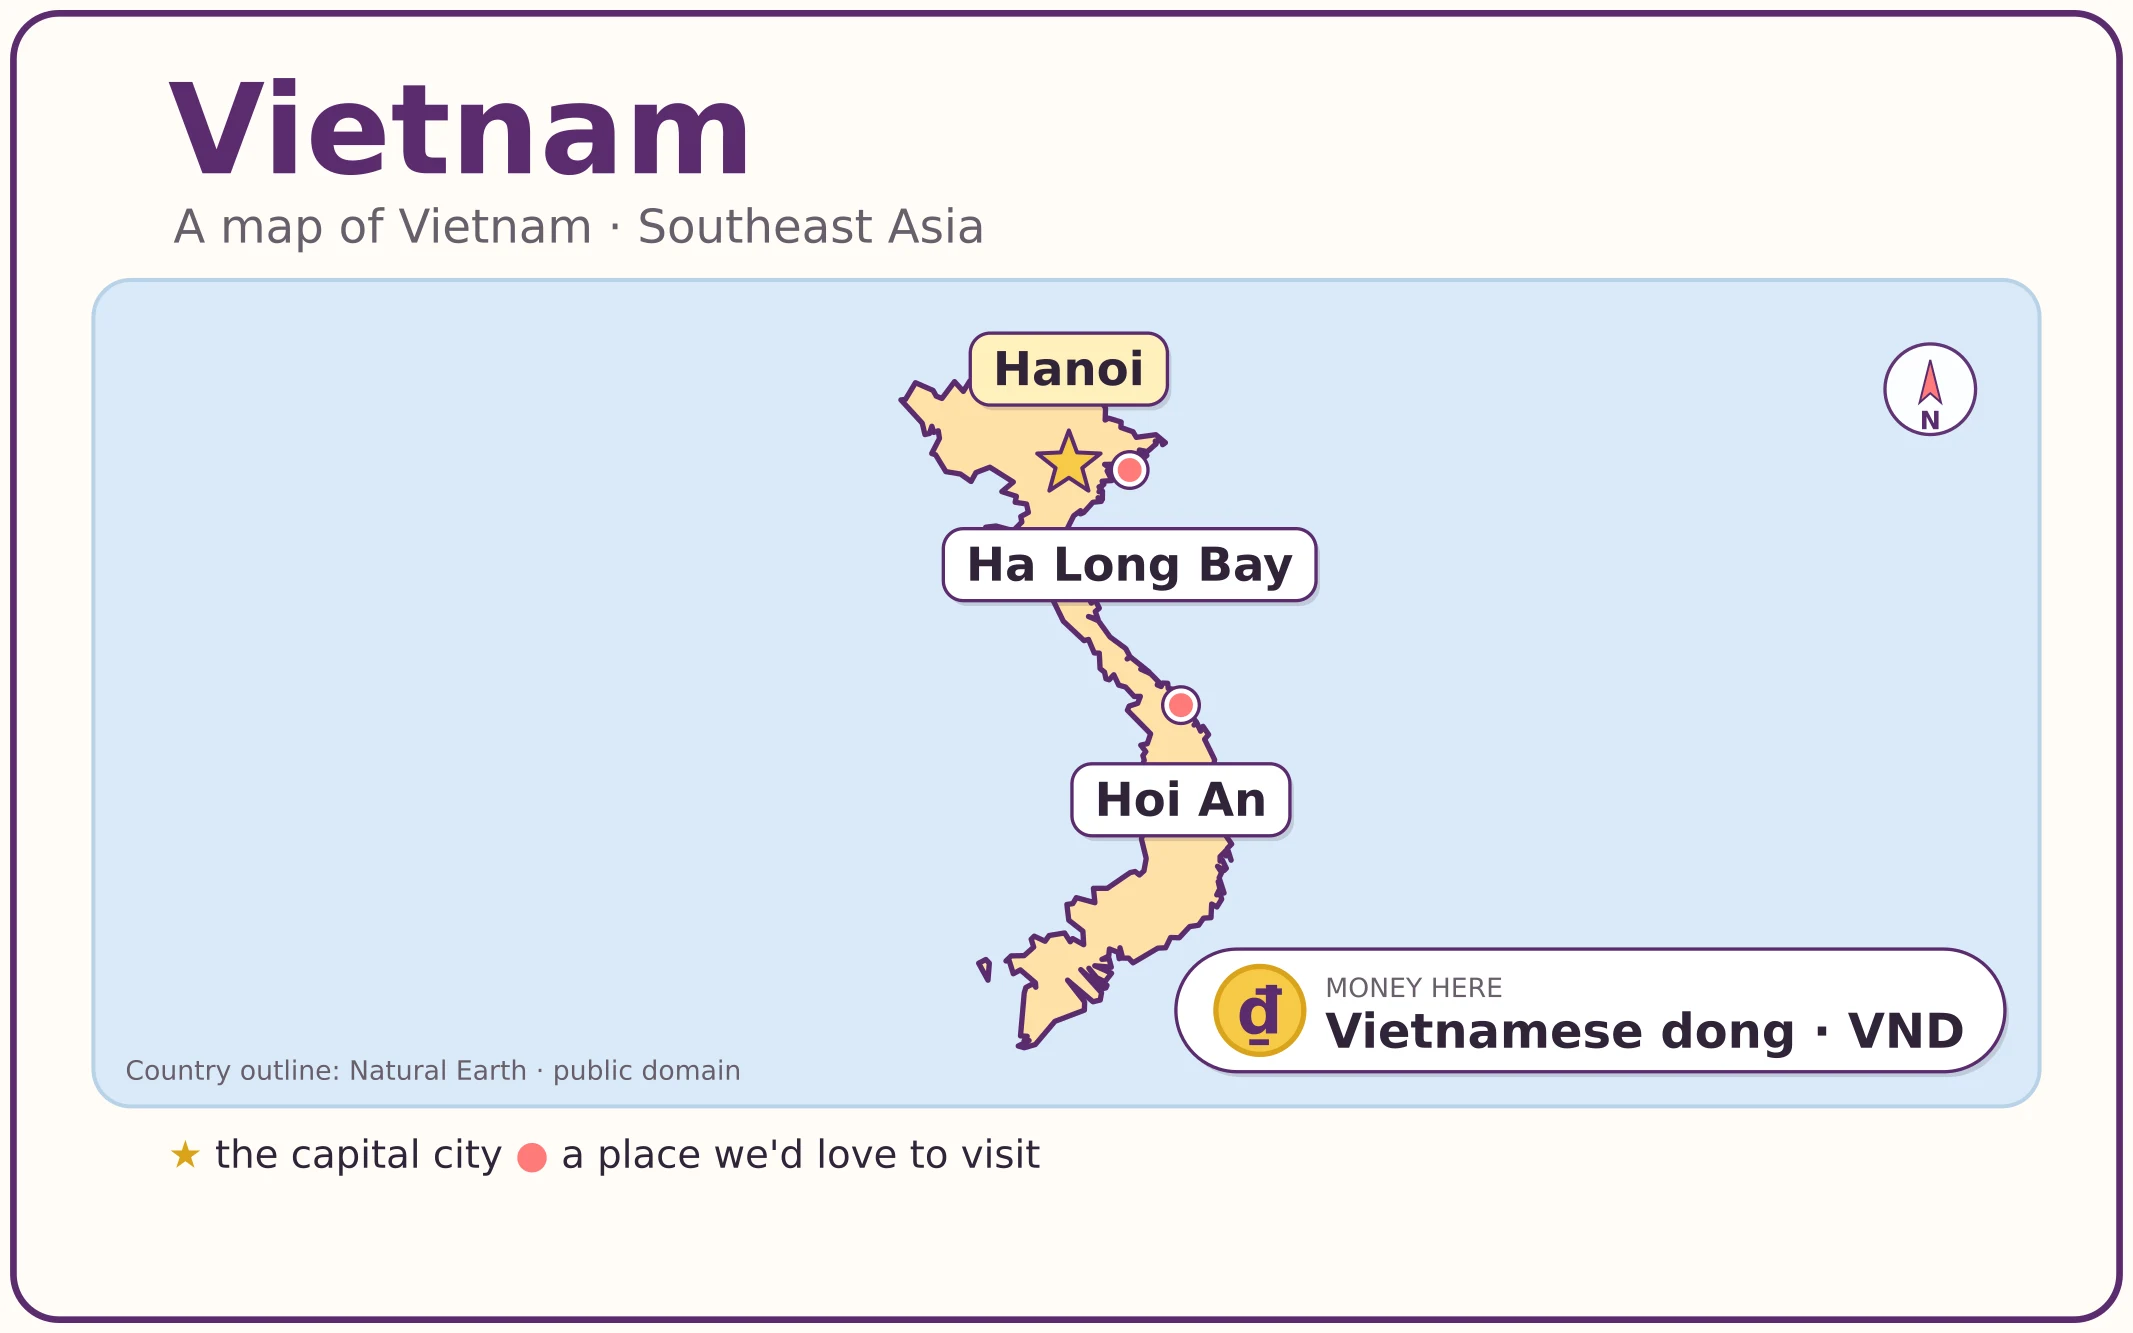 Vietnam
A map of Vietnam · Southeast Asia
Hanoi
N
Ha Long Bay
Hoi An
₫
MONEY HERE
Vietnamese dong · VND
Country outline: Natural Earth · public domain
★ the capital city ● a place we'd love to visit